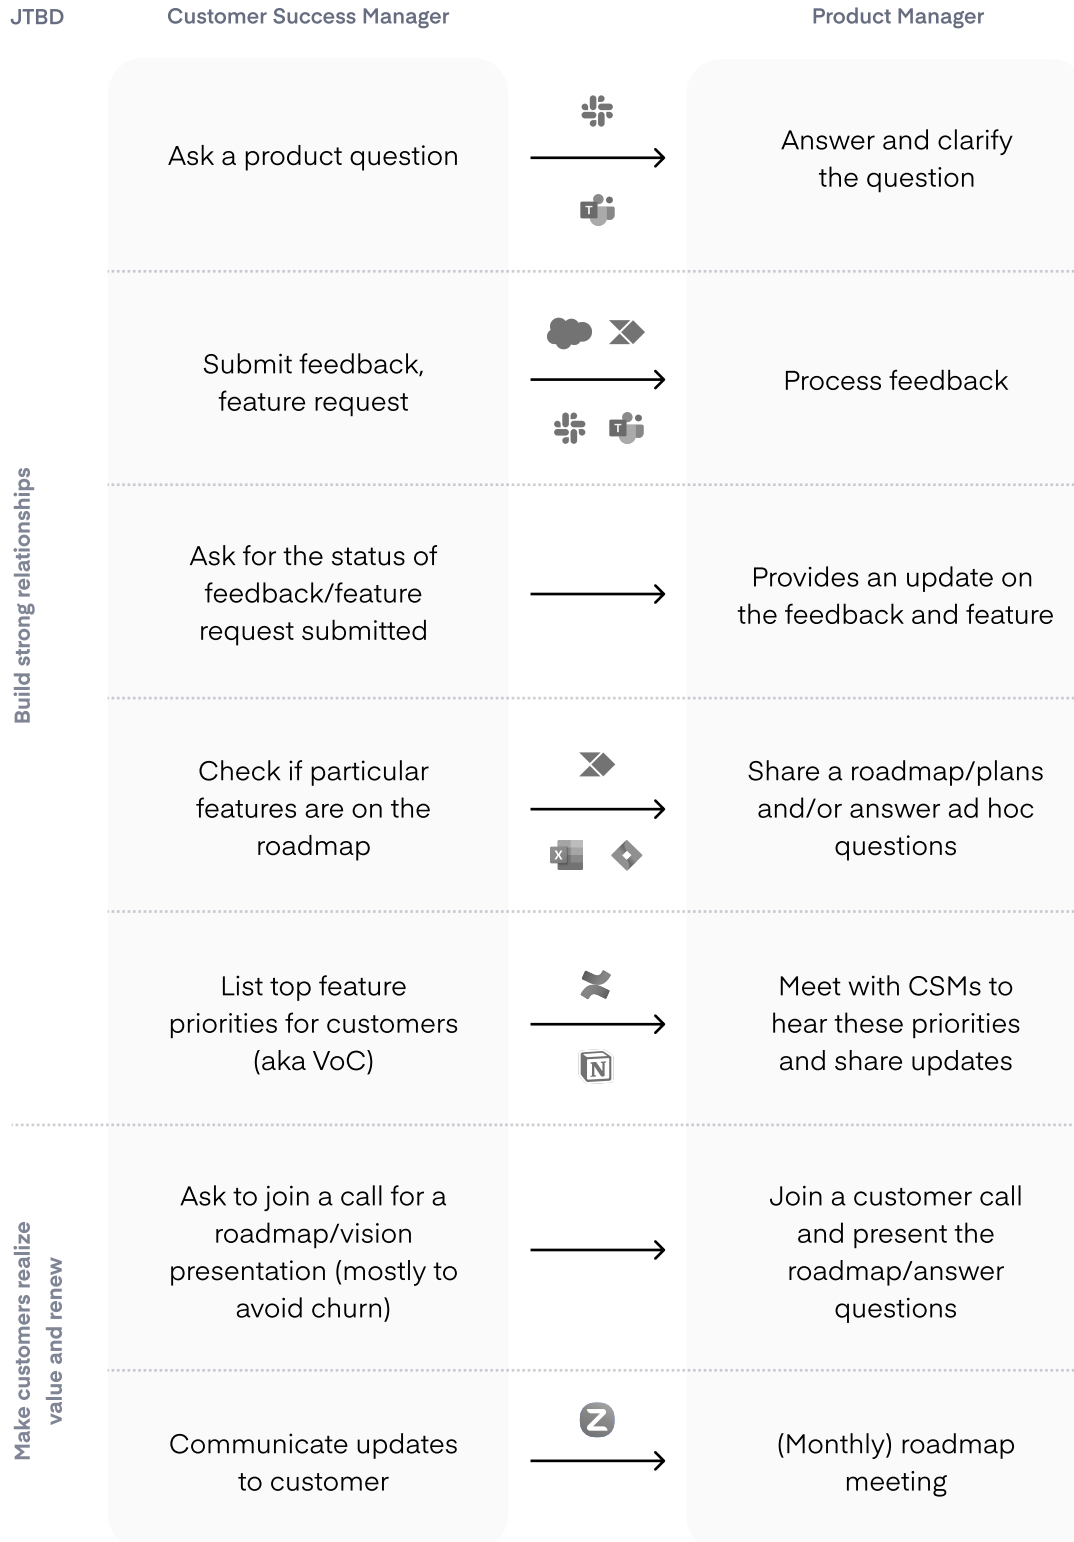 JTBD
Customer Success Manager
Product Manager
Build strong relationships
Ask a product question
T
Answer and clarify
the question
Submit feedback,
feature request
T
Process feedback
Ask for the status of
feedback/feature
request submitted
Provides an update on
the feedback and feature
Check if particular
features are on the
roadmap
X
Share a roadmap/plans
and/or answer ad hoc
questions
List top feature
priorities for customers
(aka VoC)
N
Meet with CSMs to
hear these priorities
and share updates
Make customers realize
value and renew
Ask to join a call for a
roadmap/vision
presentation (mostly to
avoid churn)
Join a customer call
and present the
roadmap/answer
questions
Communicate updates
to customer
Z
(Monthly) roadmap
meeting